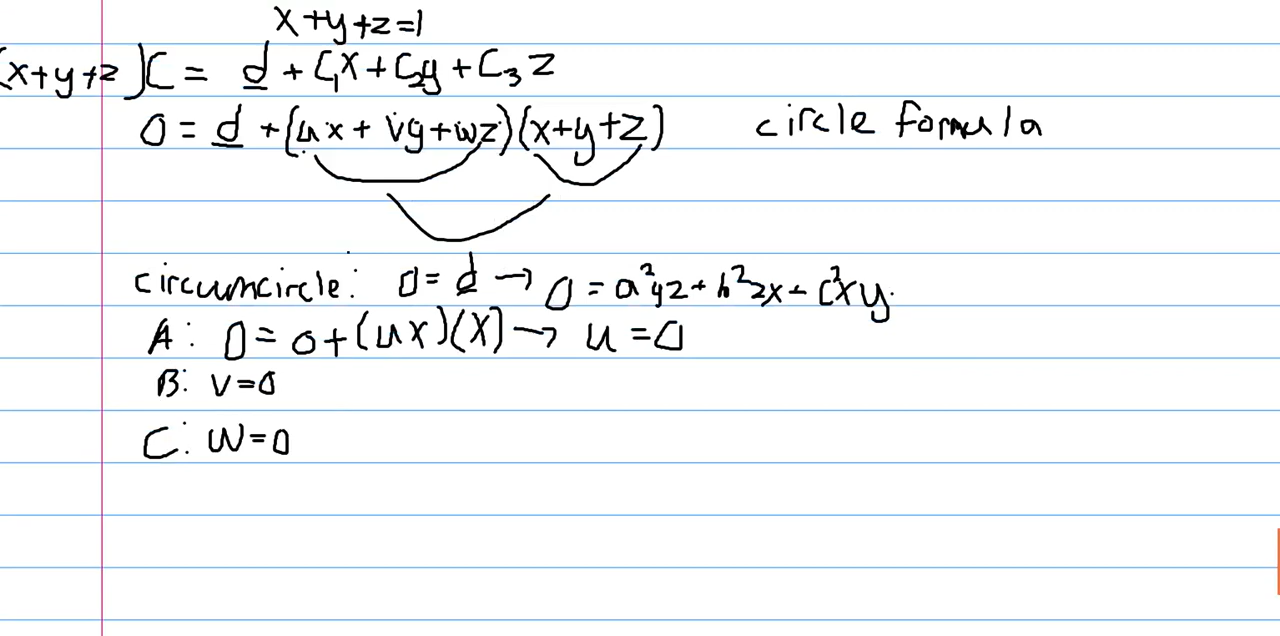 x+y+z=1
(x+y+z)C = d + C₁x + C₂y + C₃z
0 = d + (ux + vy + wz)(x+y+z) circle formula
circumcircle: 0 = d → 0 = a²yz + b²zx + c²xy.
A: 0 = 0 + (ux)(x) → u = 0
B: v=0
C: w=0